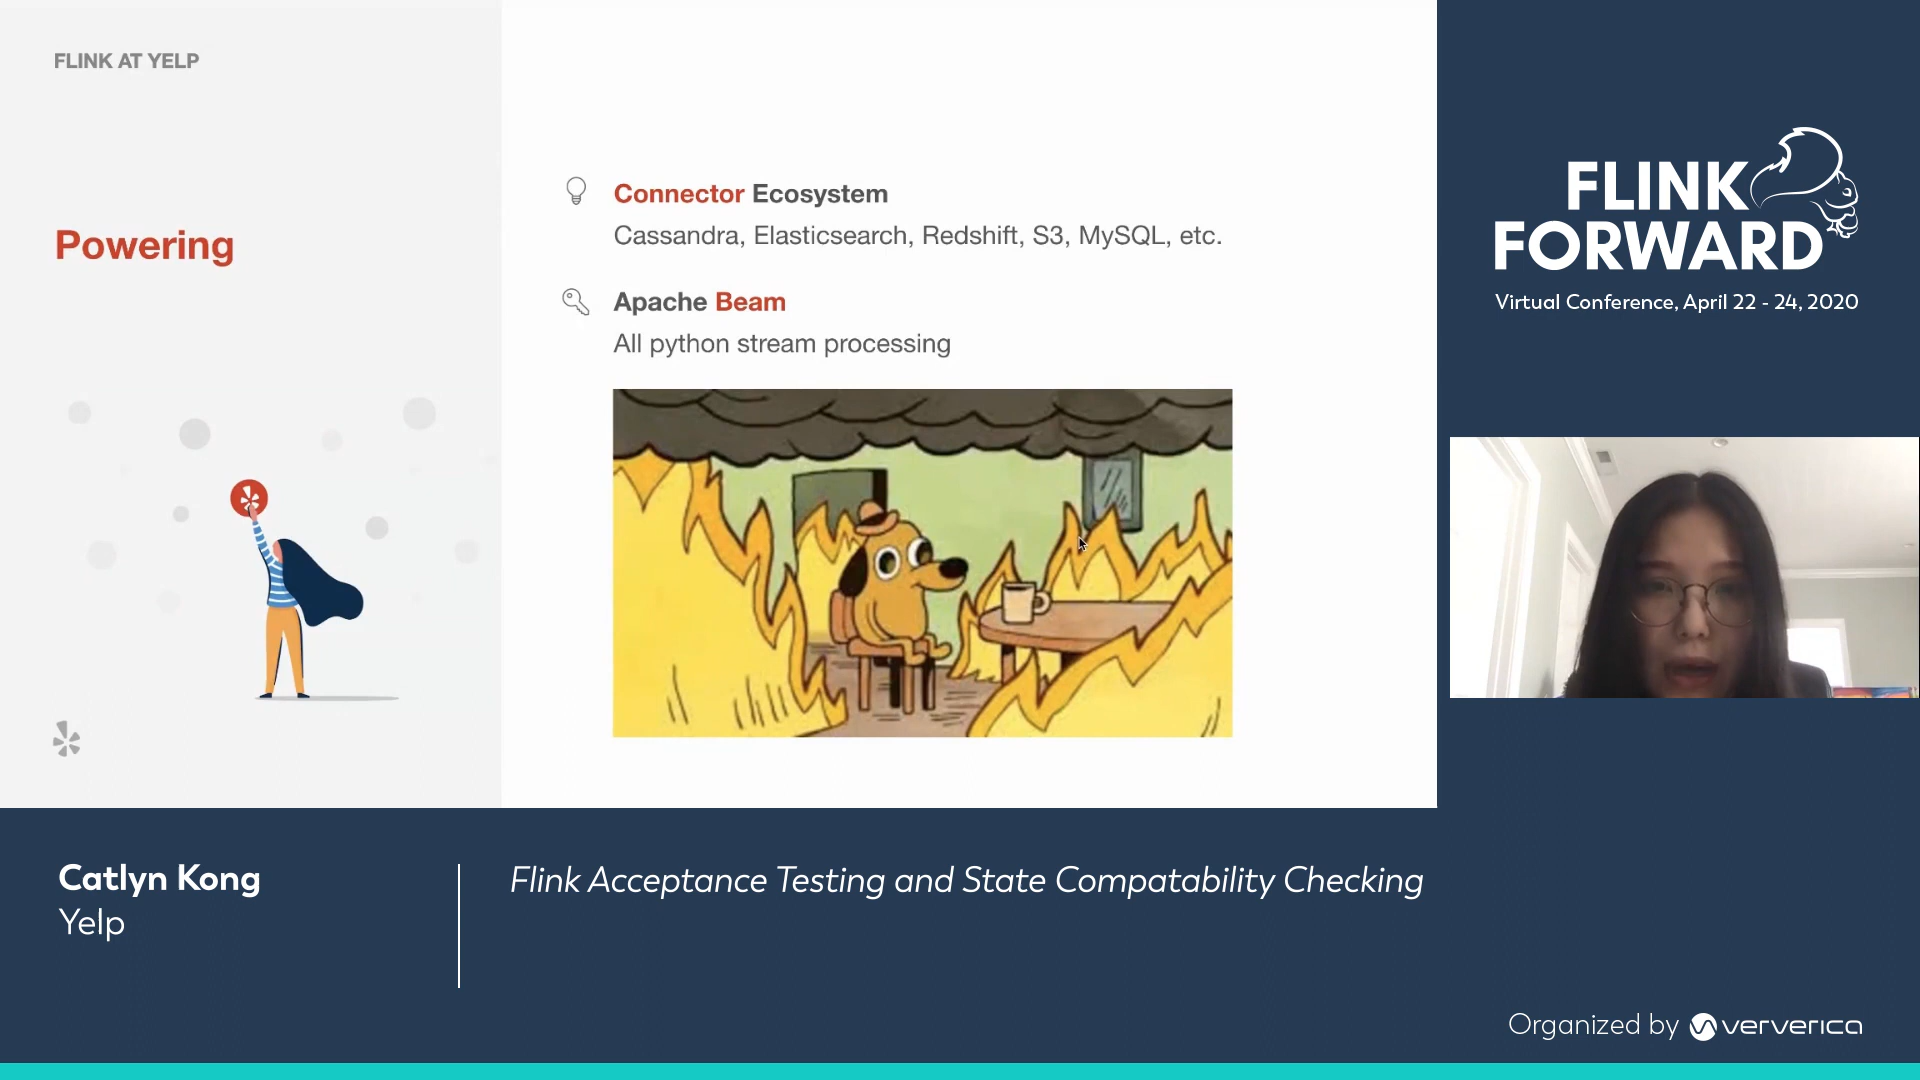 FLINK AT YELP
Powering
Connector Ecosystem
Cassandra, Elasticsearch, Redshift, S3, MySQL, etc.
Apache Beam
All python stream processing
FLINK
FORWARD
Virtual Conference, April 22 - 24, 2020
Catlyn Kong
Yelp
Flink Acceptance Testing and State Compatability Checking
Organized by ververica